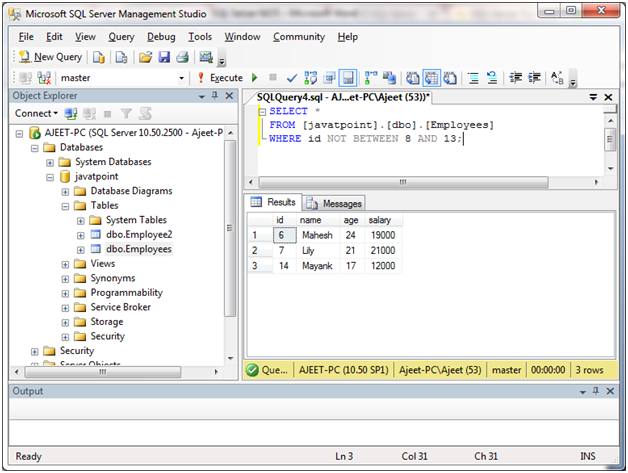 Microsoft SQL Server Management Studio
File Edit View Query Debug Tools Window Community Help
New Query
master Execute
Object Explorer
Connect
AJEET-PC (SQL Server 10.50.2500 - Ajeet-P
Databases
System Databases
javatpoint
Database Diagrams
Tables
System Tables
dbo.Employee2
dbo.Employees
Views
Synonyms
Programmability
Service Broker
Storage
Security
Security
Server Objects
SQLQuery4.sql - AJ...et-PC\Ajeet (53))*
SELECT *
FROM [javatpoint].[dbo].[Employees]
WHERE id NOT BETWEEN 8 AND 13;
Results Messages
id name age salary
1 6 Mahesh 24 19000
2 7 Lily 21 21000
3 14 Mayank 17 12000
Que... AJEET-PC (10.50 SP1) Ajeet-PC\Ajeet (53) master 00:00:00 3 rows
Output
Ready Ln 3 Col 31 Ch 31 INS